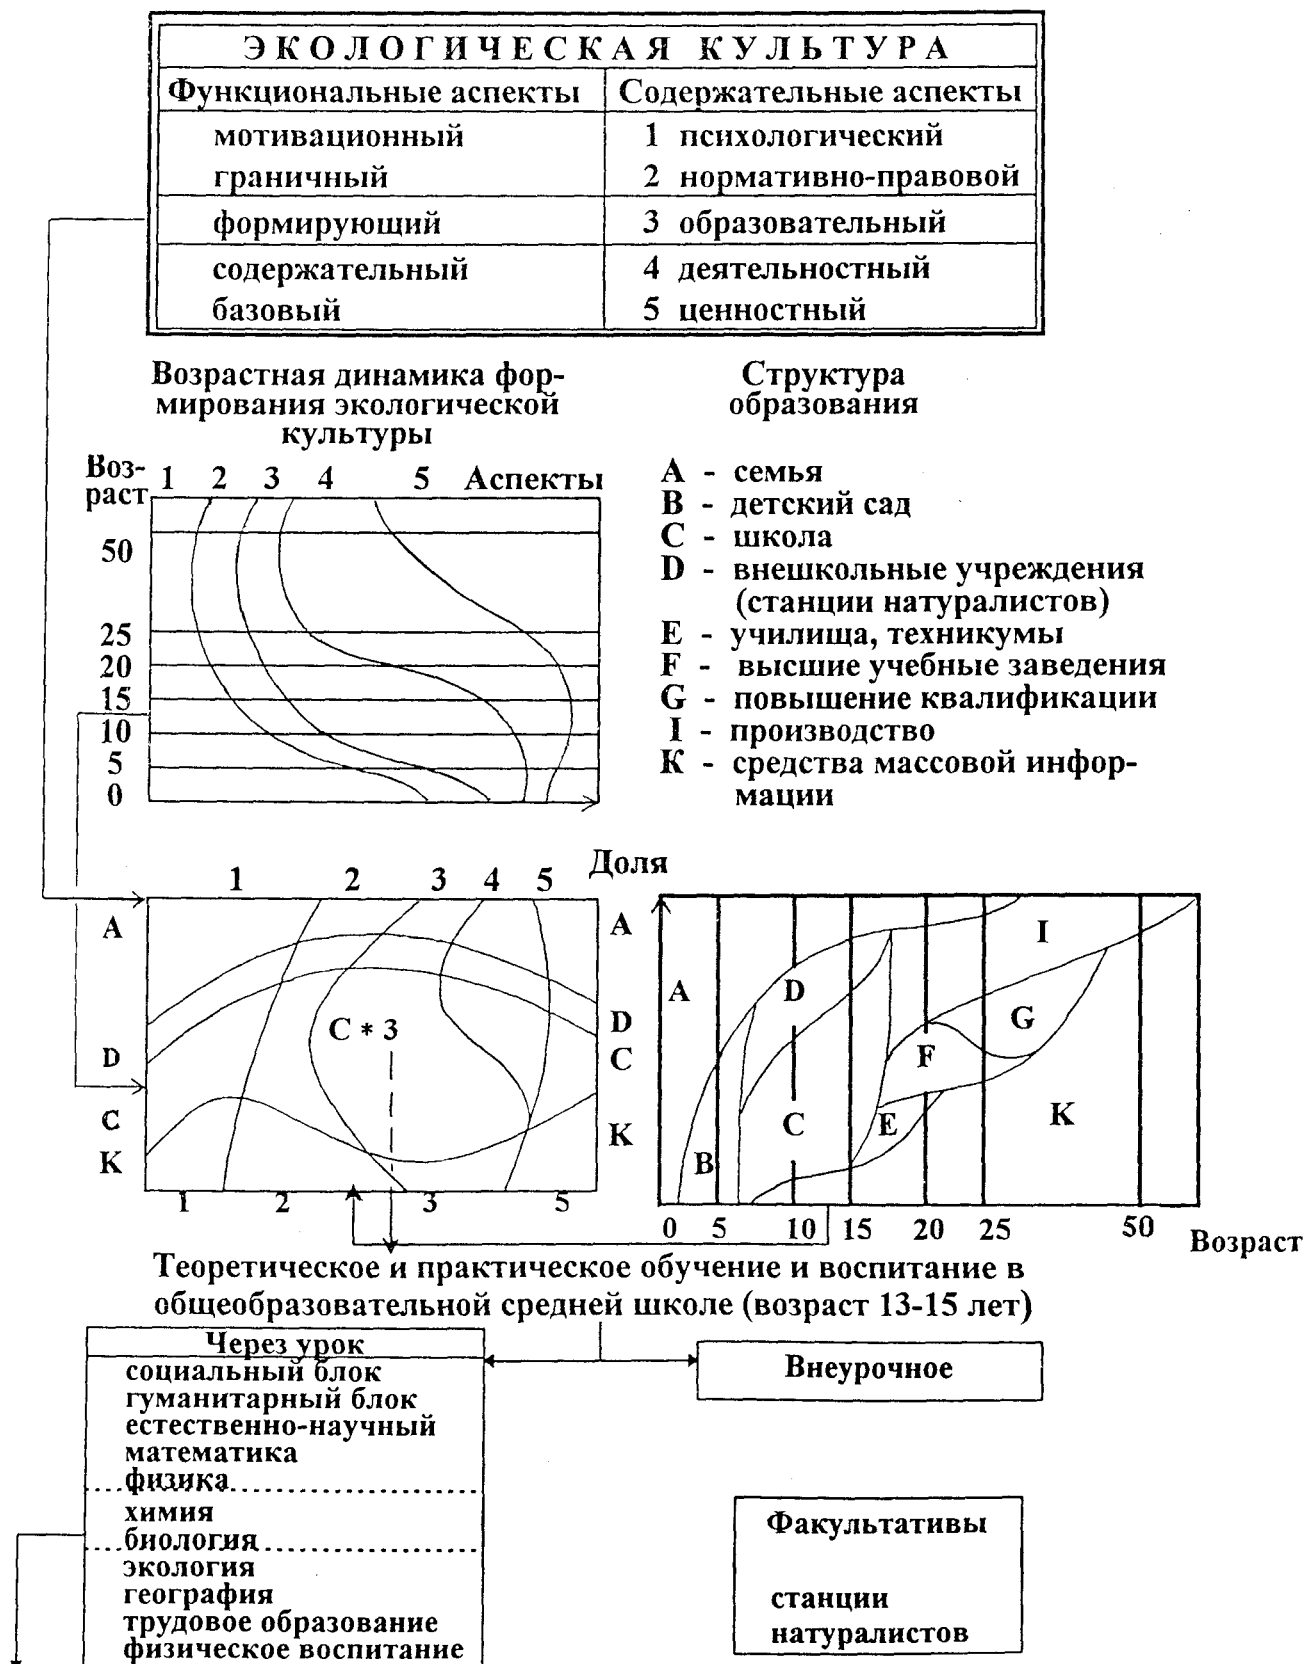 ЭКОЛОГИЧЕСКАЯ КУЛЬТУРА
Функциональные аспекты Содержательные аспекты
мотивационный 1 психологический
граничный 2 нормативно-правовой
формирующий 3 образовательный
содержательный 4 деятельностный
базовый 5 ценностный
Возрастная динамика фор-
мирования экологической
культуры
Воз-
раст
1 2 3 4 5 Аспекты
50
25
20
15
10
5
0
Структура
образования
A - семья
B - детский сад
C - школа
D - внешкольные учреждения
(станции натуралистов)
E - училища, техникумы
F - высшие учебные заведения
G - повышение квалификации
I - производство
K - средства массовой инфор-
мации
1 2 3 4 5
A A
D D
C C
K K
C * 3
1 2 3 5
Доля
A B C D E F G I K
0 5 10 15 20 25 50 Возраст
Теоретическое и практическое обучение и воспитание в
общеобразовательной средней школе (возраст 13-15 лет)
Через урок
социальный блок
гуманитарный блок
естественно-научный
математика
физика
химия
биология
экология
география
трудовое образование
физическое воспитание
Внеурочное
Факультативы
станции
натуралистов